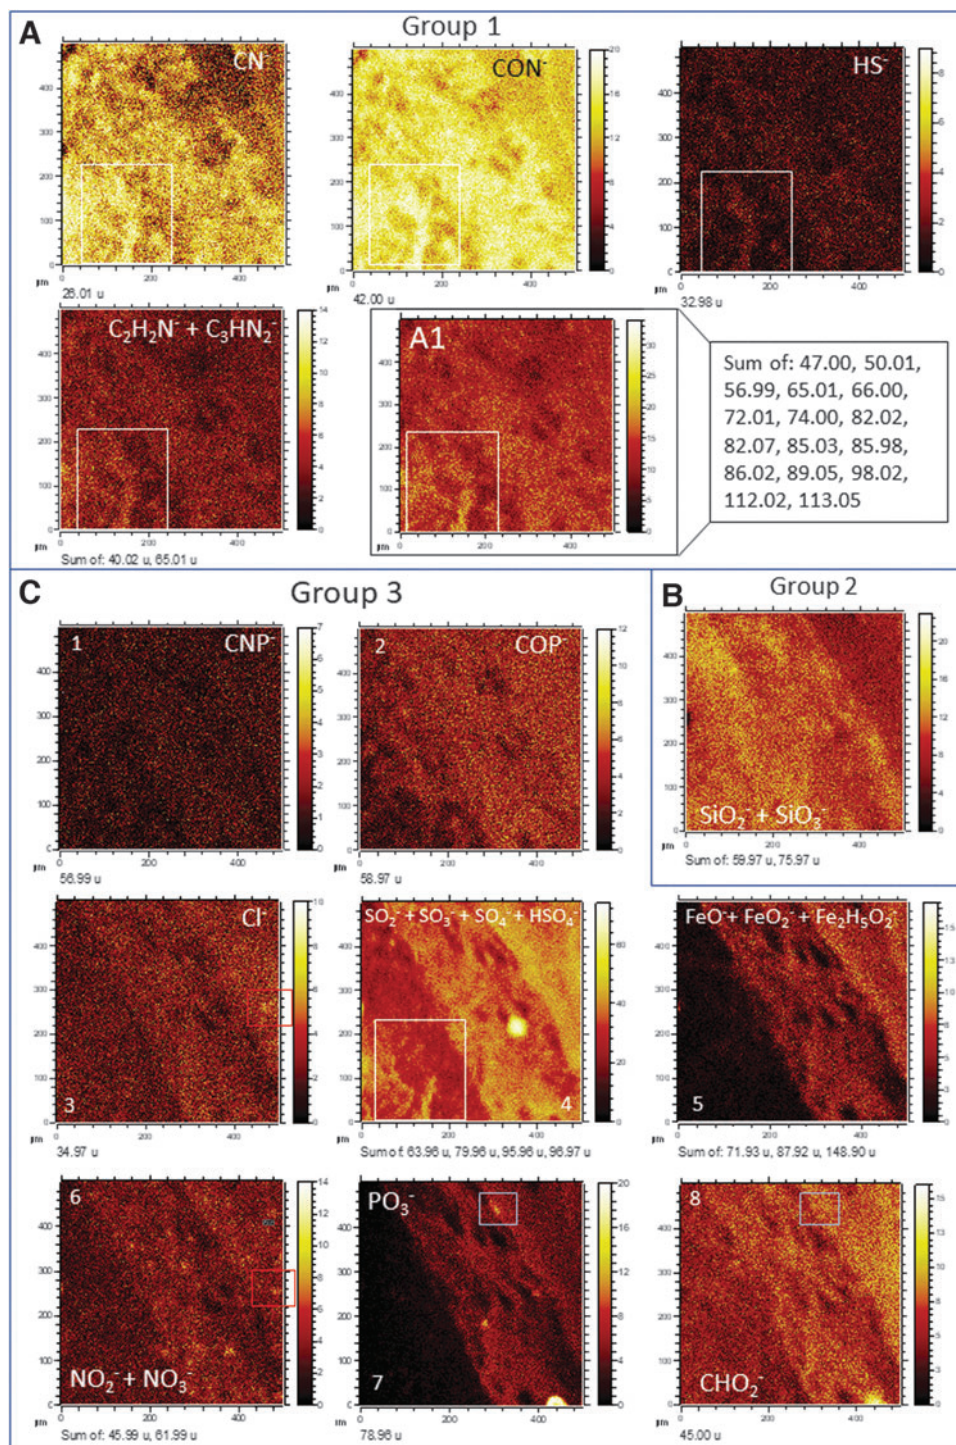 A
Group 1
CN⁻
CON⁻
HS⁻
26.01 u
42.00 u
32.98 u
C₂H₂N⁻ + C₃HN₂⁻
A1
Sum of: 47.00, 50.01,
56.99, 65.01, 66.00,
72.01, 74.00, 82.02,
82.07, 85.03, 85.98,
86.02, 89.05, 98.02,
112.02, 113.05
Sum of: 40.02 u, 65.01 u
C
Group 3
B
Group 2
1
CNP⁻
2
COP⁻
SiO₂⁻ + SiO₃⁻
Sum of: 59.97 u, 75.97 u
56.99 u
58.97 u
Cl⁻
3
SO₂⁻ + SO₃⁻ + SO₄⁻ + HSO₄⁻
4
FeO⁻ + FeO₂⁻ + Fe₂H₅O₂⁻
5
34.97 u
Sum of: 63.96 u, 79.96 u, 95.96 u, 96.97 u
Sum of: 71.93 u, 87.92 u, 148.90 u
6
NO₂⁻ + NO₃⁻
PO₃⁻
7
8
CHO₂⁻
Sum of: 45.99 u, 61.99 u
78.96 u
45.00 u